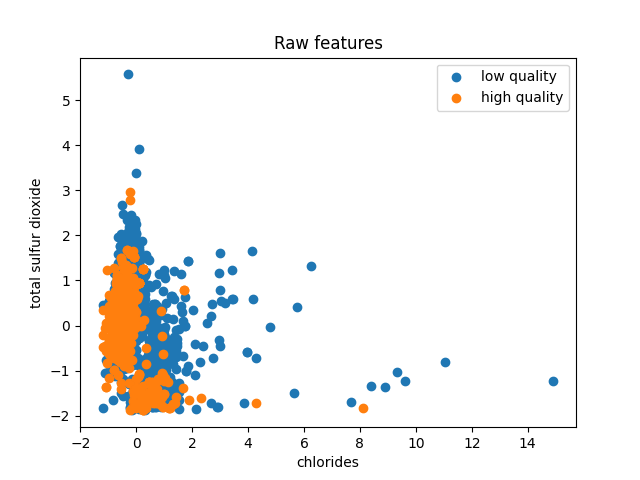 Raw features
low quality
high quality
total sulfur dioxide
5
4
3
2
1
0
−1
−2
−2 0 2 4 6 8 10 12 14
chlorides